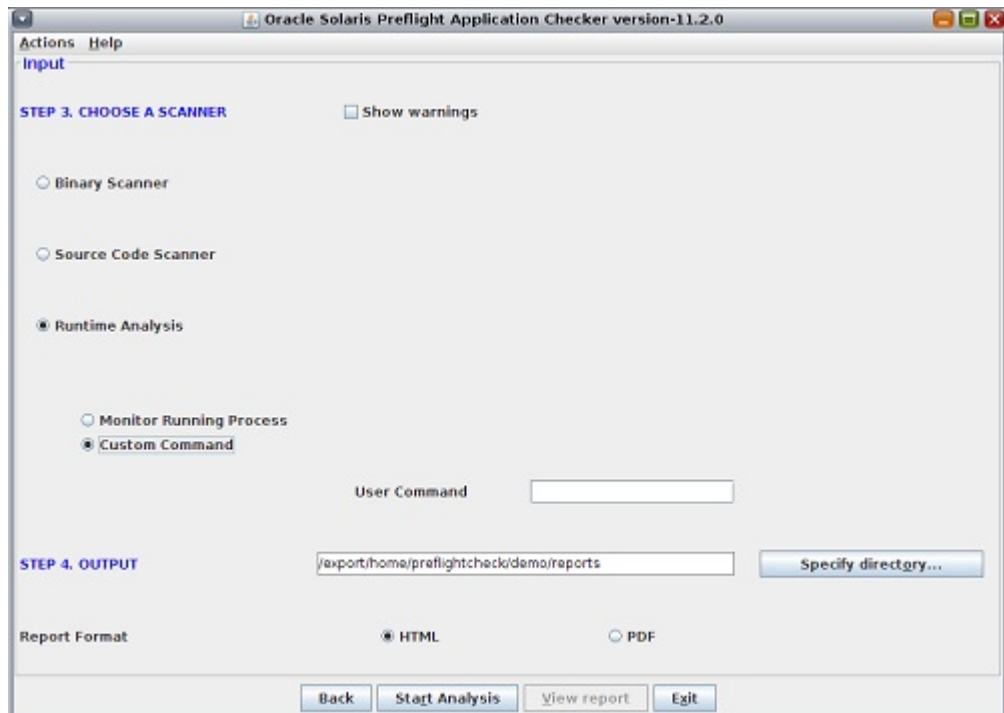 Oracle Solaris Preflight Application Checker version-11.2.0
Actions Help
Input
STEP 3. CHOOSE A SCANNER Show warnings
Binary Scanner
Source Code Scanner
Runtime Analysis
Monitor Running Process
Custom Command
User Command
STEP 4. OUTPUT /export/home/preflightcheck/demo/reports Specify directory...
Report Format HTML PDF
Back Start Analysis View report Exit